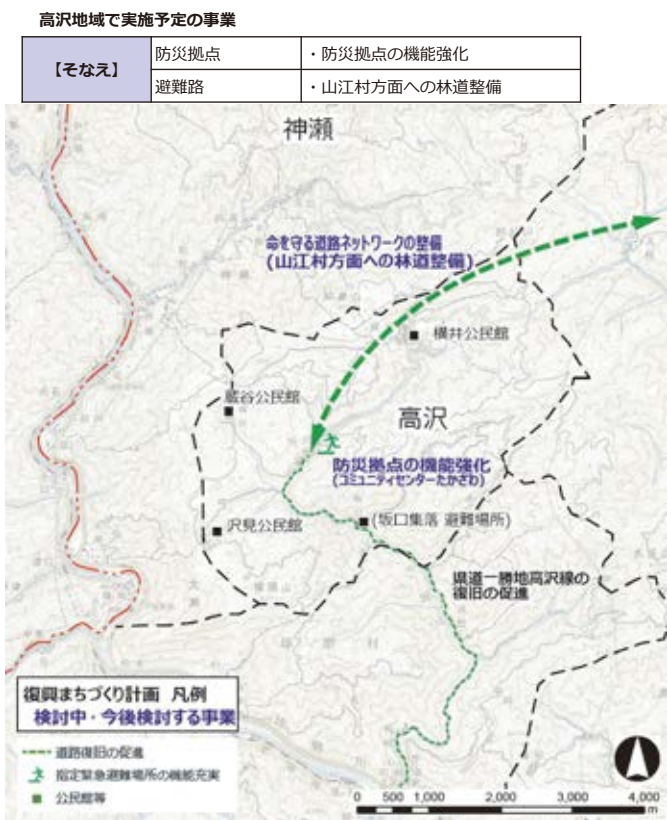 高沢地域で実施予定の事業
【そなえ】
防災拠点
・防災拠点の機能強化
避難路
・山江村方面への林道整備
神瀬
命を守る道路ネットワークの整備
(山江村方面への林道整備)
横井公民館
蔵谷公民館
高沢
防災拠点の機能強化
(コミュニティセンターたかざわ)
沢見公民館
(坂口集落 避難場所)
県道一勝地高沢線の
復旧の促進
復興まちづくり計画 凡例
検討中・今後検討する事業
道路復旧の促進
指定緊急避難場所の機能充実
公民館等
0 500 1,000 2,000 3,000 4,000
m